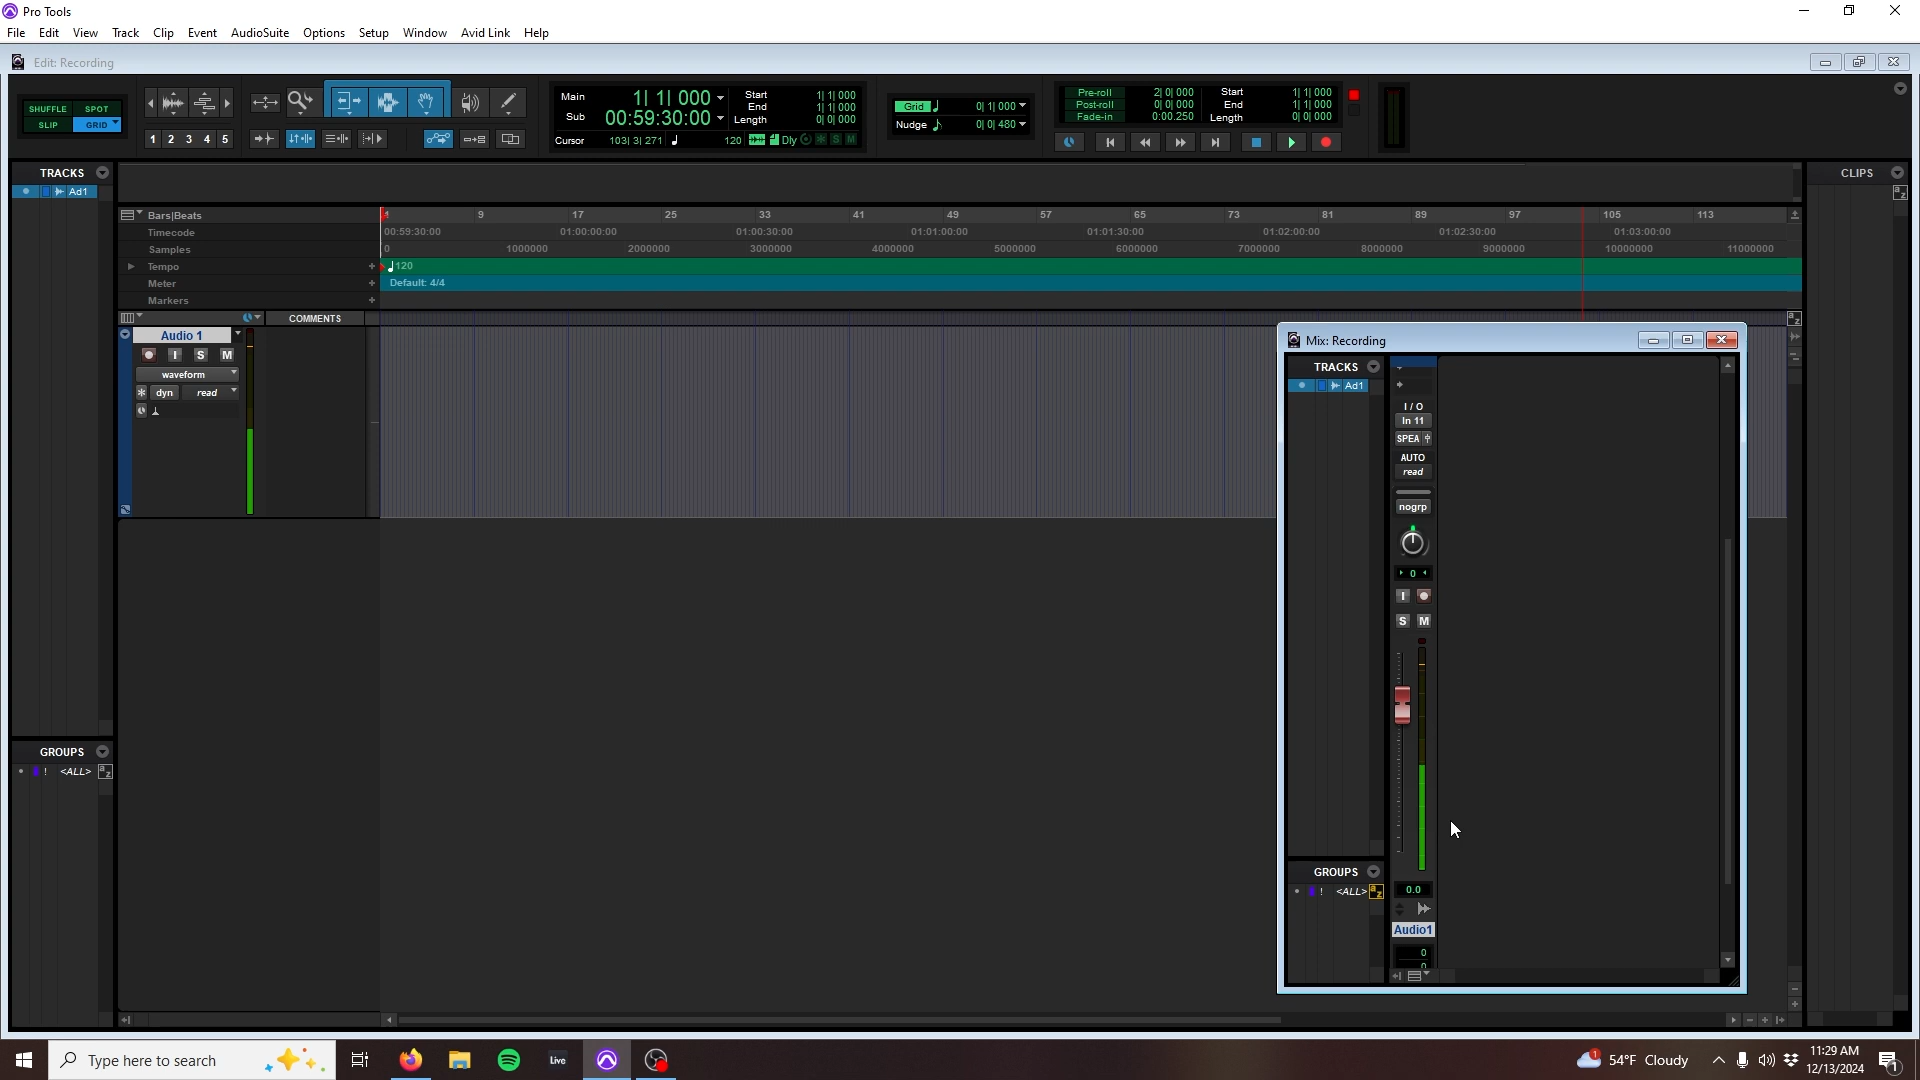 Pro Tools
File Edit View Track Clip Event AudioSuite Options Setup Window Avid Link Help
Edit: Recording
SHUFFLE SPOT
SLIP GRID
1 2 3 4 5
Main 1| 1| 000
Sub 00:59:30:00
Start 1| 1| 000
End 1| 1| 000
Length 0| 0| 000
Cursor 103| 3| 271 120 Dly S M
Grid 0| 1| 000
Nudge 0| 0| 480
Pre-roll 2| 0| 000
Post-roll 0| 0| 000
Fade-in 0:00.250
Start 1| 1| 000
End 1| 1| 000
Length 0| 0| 000
TRACKS
Ad1
CLIPS
Bars|Beats 1 9 17 25 33 41 49 57 65 73 81 89 97 105 113
Timecode 00:59:30:00 01:00:00:00 01:00:30:00 01:01:00:00 01:01:30:00 01:02:00:00 01:02:30:00 01:03:00:00
Samples 0 1000000 2000000 3000000 4000000 5000000 6000000 7000000 8000000 9000000 10000000 11000000
Tempo + 120
Meter + Default: 4/4
Markers +
COMMENTS
Audio 1
I S M
waveform
dyn read
GROUPS
! <ALL> a z
Mix: Recording
TRACKS
Ad1
I / O
In 11
SPEA
AUTO
read
nogrp
0
I
S M
0.0
GROUPS
! <ALL> a z
Audio1
0
0
Type here to search
Live
54°F Cloudy
11:29 AM
12/13/2024
1